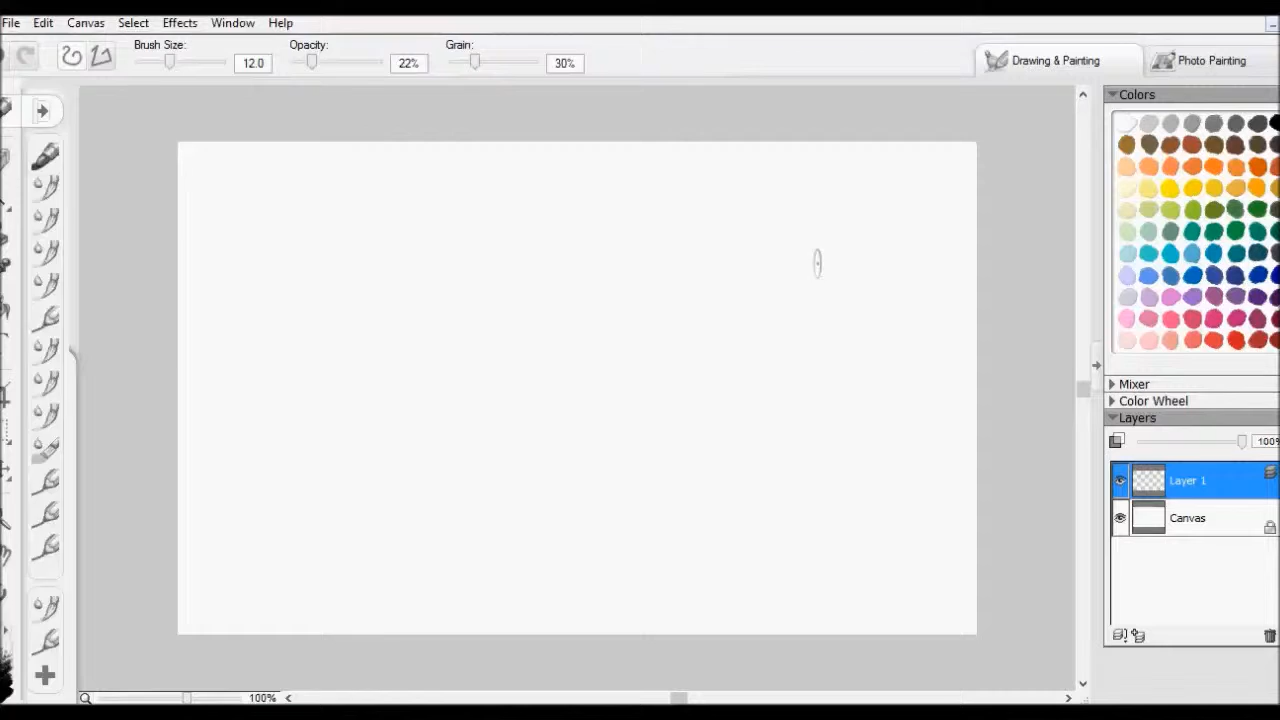 File Edit Canvas Select Effects Window Help
Brush Size: Opacity: Grain:
12.0 22% 30%
Drawing & Painting Photo Painting
Colors
Mixer
Color Wheel
Layers
100%
Layer 1
Canvas
100%